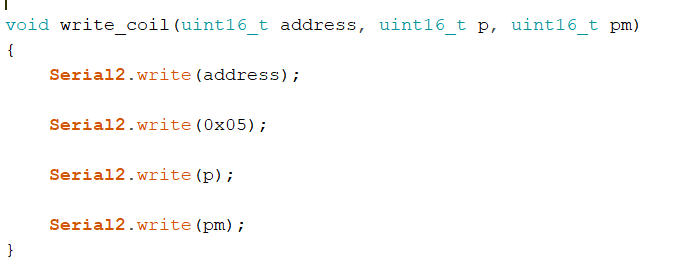 void write_coil(uint16_t address, uint16_t p, uint16_t pm)
{
Serial2.write(address);
Serial2.write(0x05);
Serial2.write(p);
Serial2.write(pm);
}